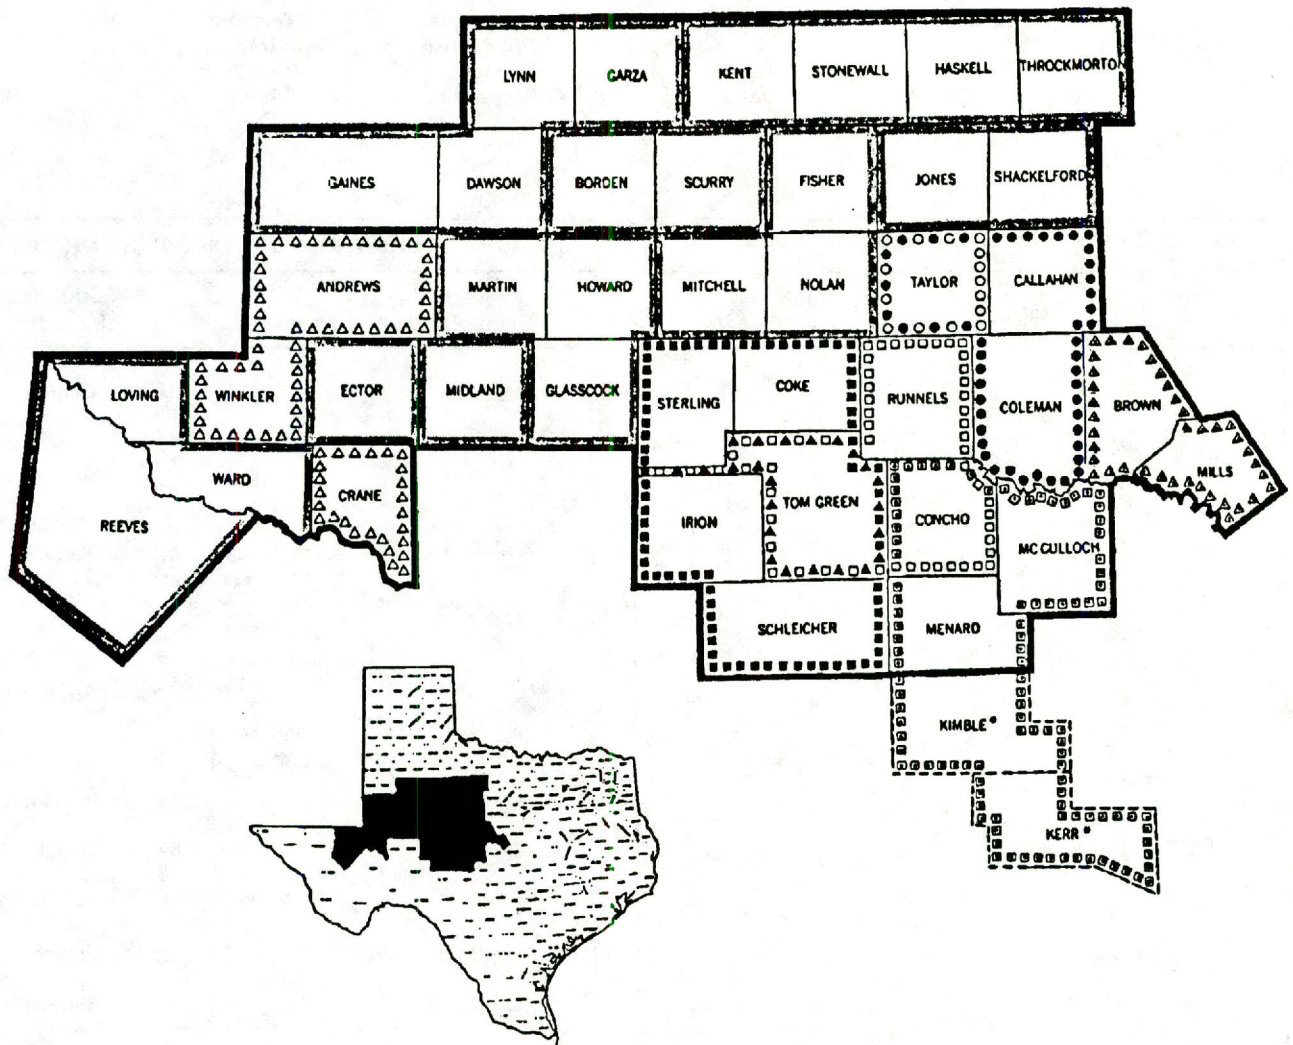 LYNN
GARZA
KENT
STONEWALL
HASKELL
THROCKMORTO
GAINES
DAWSON
BORDEN
SCURRY
FISHER
JONES
SHACKELFORD
ANDREWS
MARTIN
HOWARD
MITCHELL
NOLAN
TAYLOR
CALLAHAN
LOVING
WINKLER
ECTOR
MIDLAND
GLASSCOCK
STERLING
COKE
RUNNELS
COLEMAN
BROWN
WARD
CRANE
REEVES
IRION
TOM GREEN
CONCHO
MC CULLOCH
MILLS
SCHLEICHER
MENARD
KIMBLE*
KERR*